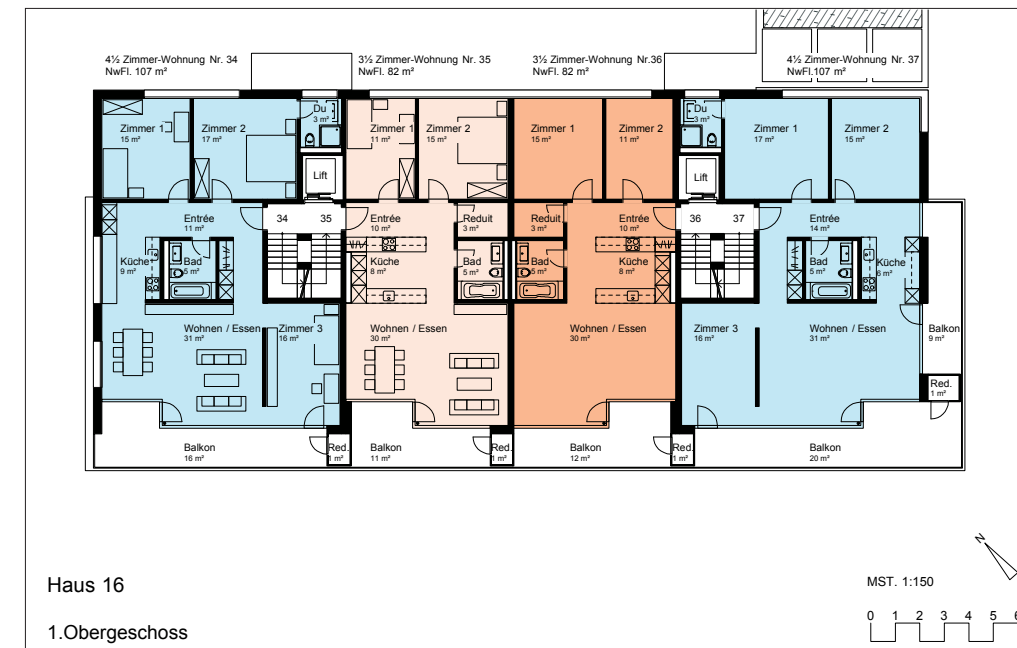 4½ Zimmer-Wohnung Nr. 34
NwFl. 107 m²
3½ Zimmer-Wohnung Nr. 35
NwFl. 82 m²
3½ Zimmer-Wohnung Nr.36
NwFl. 82 m²
4½ Zimmer-Wohnung Nr. 37
NwFl.107 m²
Zimmer 1
15 m²
Zimmer 2
17 m²
Du
3 m²
Lift
Zimmer 1
11 m²
Zimmer 2
15 m²
Zimmer 1
15 m²
Zimmer 2
11 m²
Du
3 m²
Lift
Zimmer 1
17 m²
Zimmer 2
15 m²
Entrée
11 m²
34
35
Entrée
10 m²
Reduit
3 m²
Reduit
3 m²
Entrée
10 m²
36
37
Entrée
14 m²
Küche
9 m²
Bad
5 m²
Küche
8 m²
Bad
5 m²
Bad
5 m²
Küche
8 m²
Bad
5 m²
Küche
6 m²
Wohnen / Essen
31 m²
Zimmer 3
16 m²
Wohnen / Essen
30 m²
Wohnen / Essen
30 m²
Zimmer 3
16 m²
Wohnen / Essen
31 m²
Balkon
9 m²
Red.
1 m²
Balkon
16 m²
Red.
1 m²
Balkon
11 m²
Red.
1 m²
Balkon
12 m²
Red.
1 m²
Balkon
20 m²
N
Haus 16
MST. 1:150
0 1 2 3 4 5 6
1.Obergeschoss